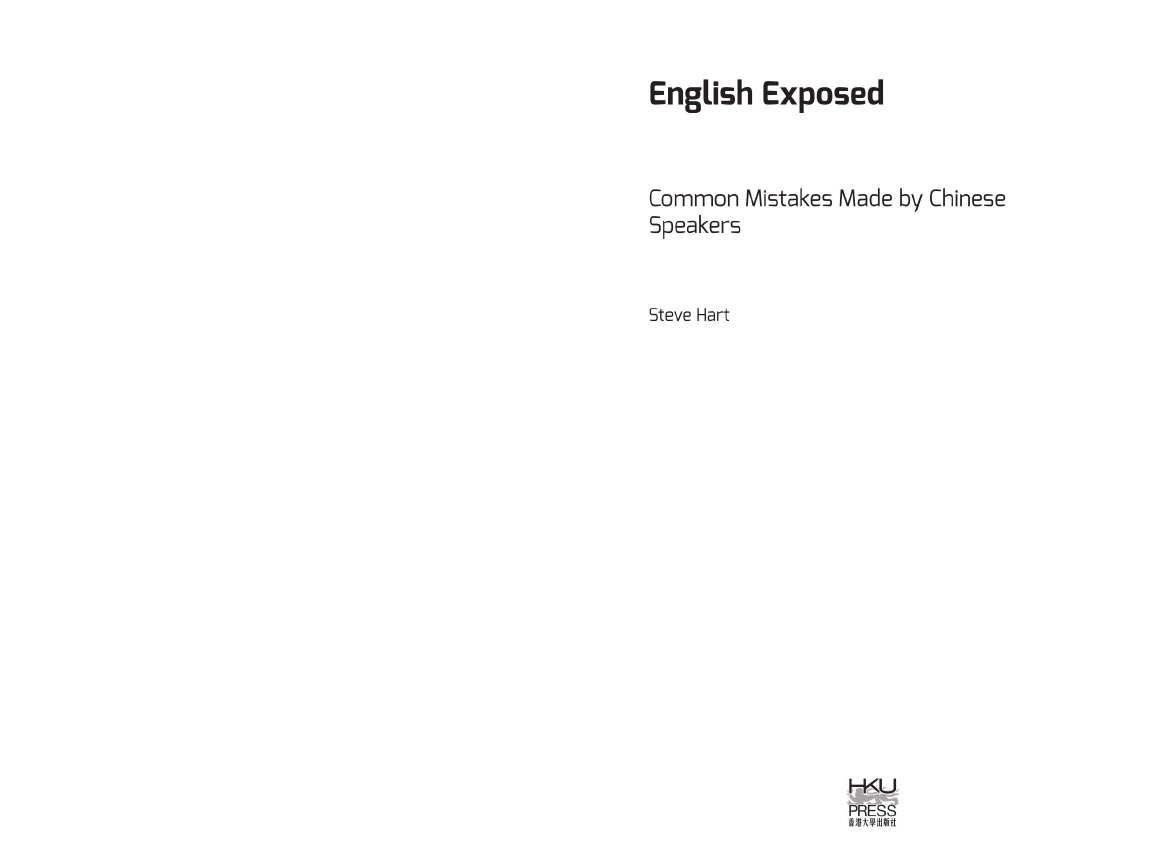 English Exposed
Common Mistakes Made by Chinese
Speakers
Steve Hart
HKU
PRESS
香港大學出版社